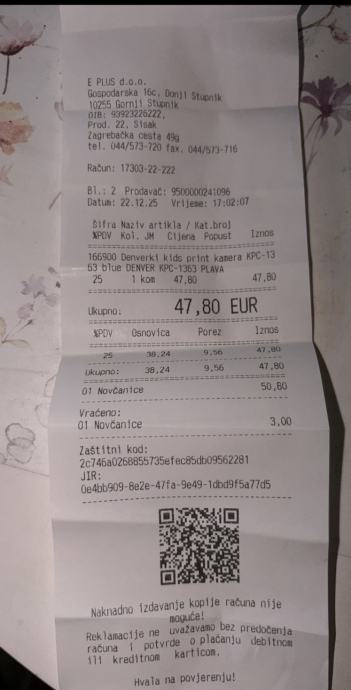 E PLUS d.o.o.
Gospodarska 16c, Donji Stupnik
10255 Gornji Stupnik
OIB: 93923226222,
Prod. 22, Sisak
Zagrebačka cesta 49g
tel. 044/573-720 fax. 044/573-716
Račun: 17303-22-222
Bl.: 2 Prodavač: 9500000241096
Datum: 22.12.25 Vrijeme: 17:02:07
Šifra Naziv artikla / Kat.broj
%PDV Kol. JM Cijena Popust Iznos
166900 Denverki kids print kamera KPC-13
63 blue DENVER KPC-1363 PLAVA
25 1 kom 47,80 47,80
Ukupno: 47,80 EUR
%PDV Osnovica Porez Iznos
25 38,24 9,56 47,80
Ukupno: 38,24 9,56 47,80
01 Novčanice 50,80
Vraćeno:
01 Novčanice 3,00
Zaštitni kod:
2c746a0268855735efec85db09562281
JIR:
0e4bb909-8e2e-47fa-9e49-1dbd9f5a77d5
Naknadno izdavanje kopije računa nije
moguće!
Reklamacije ne uvažavamo bez predočenja
računa i potvrde o plaćanju debitnom
ili kreditnom karticom.
Hvala na povjerenju!